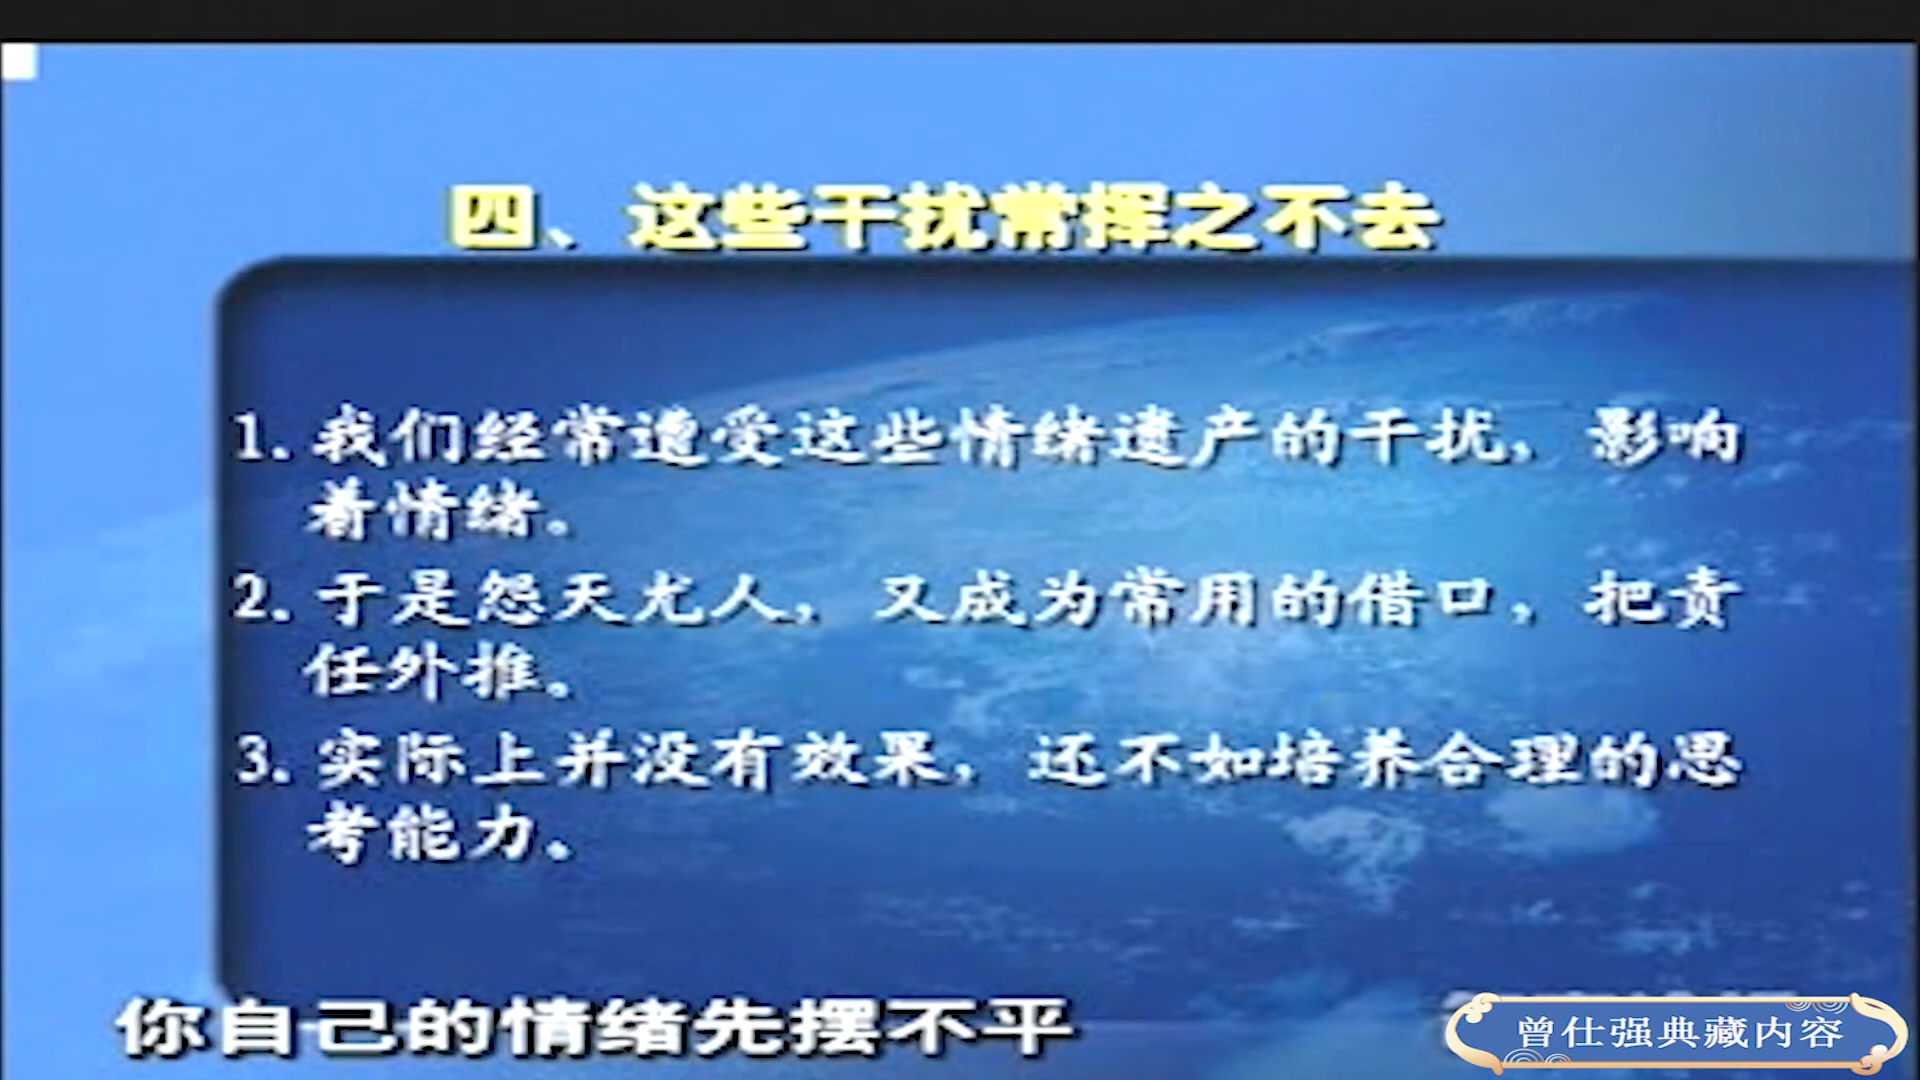 四、这些干扰常挥之不去
1. 我们经常遭受这些情绪遗产的干扰，影响
着情绪。
2. 于是怨天尤人，又成为常用的借口，把责
任外推。
3. 实际上并没有效果，还不如培养合理的思
考能力。
你自己的情绪先摆不平
曾仕强典藏内容